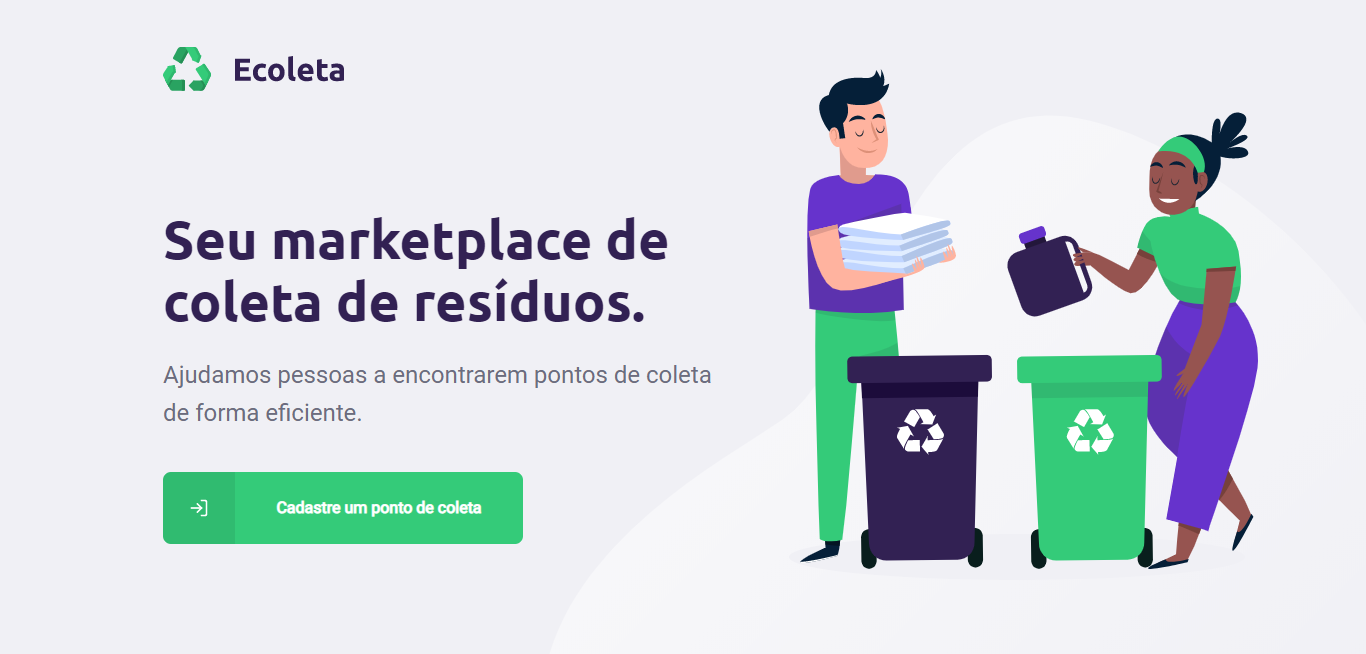 Ecoleta
Seu marketplace de
coleta de resíduos.
Ajudamos pessoas a encontrarem pontos de coleta
de forma eficiente.
Cadastre um ponto de coleta